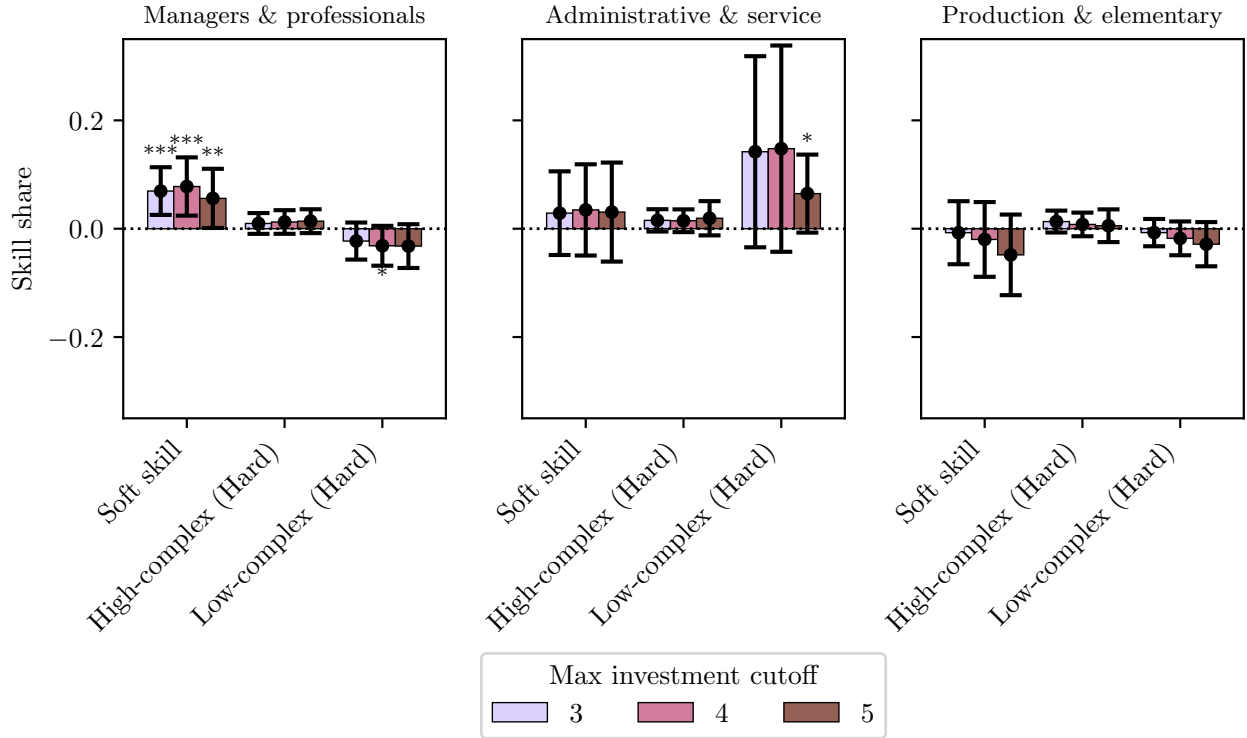 Managers & professionals
Administrative & service
Production & elementary
Skill share
0.2
0.0
−0.2
***
***
**
*
*
Soft skill
High-complex (Hard)
Low-complex (Hard)
Soft skill
High-complex (Hard)
Low-complex (Hard)
Soft skill
High-complex (Hard)
Low-complex (Hard)
Max investment cutoff
3 4 5